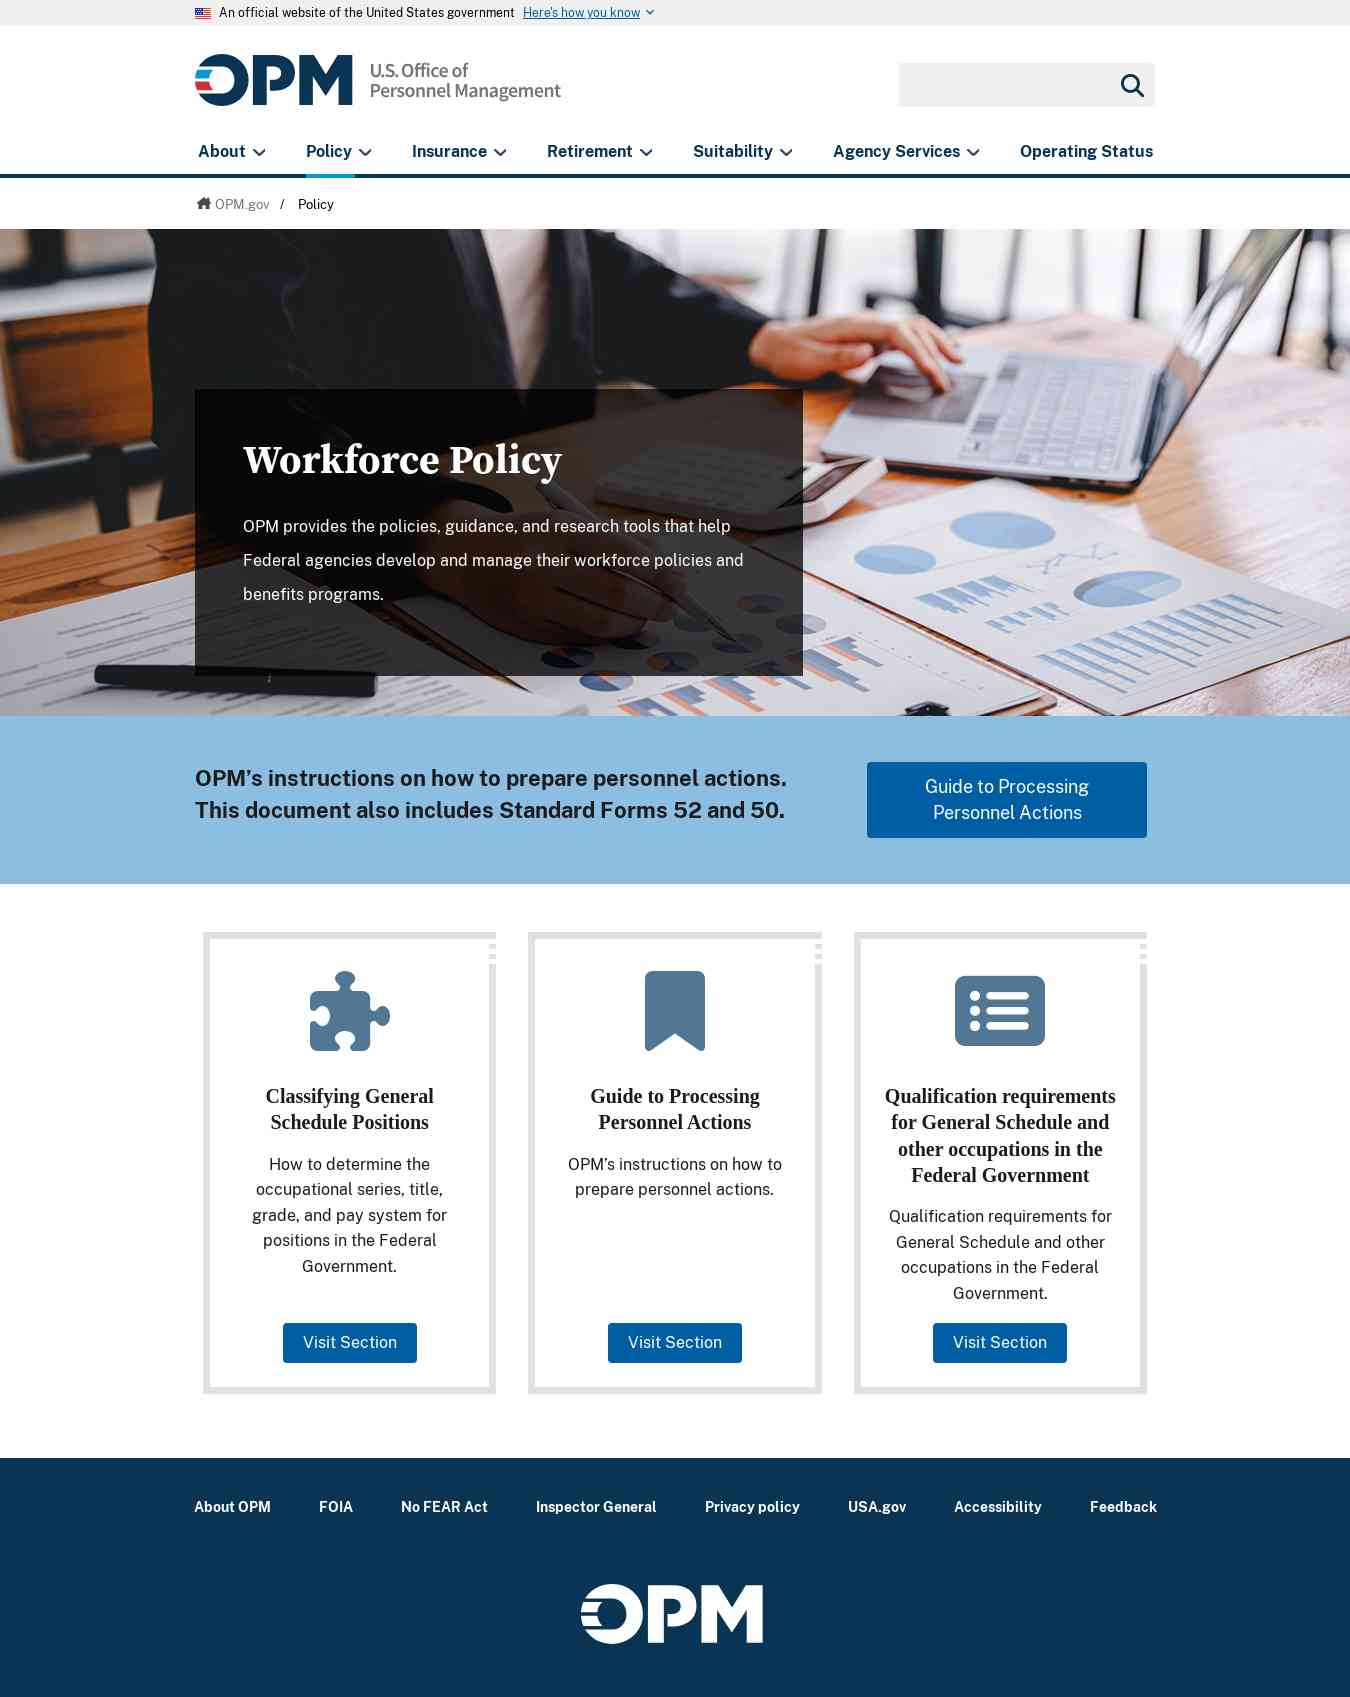 An official website of the United States government Here's how you know
OPM U.S. Office of
Personnel Management
About Policy Insurance Retirement Suitability Agency Services Operating Status
OPM.gov / Policy
Workforce Policy
OPM provides the policies, guidance, and research tools that help
Federal agencies develop and manage their workforce policies and
benefits programs.
OPM’s instructions on how to prepare personnel actions.
This document also includes Standard Forms 52 and 50.
Guide to Processing
Personnel Actions
Classifying General
Schedule Positions
How to determine the
occupational series, title,
grade, and pay system for
positions in the Federal
Government.
Visit Section
Guide to Processing
Personnel Actions
OPM’s instructions on how to
prepare personnel actions.
Visit Section
Qualification requirements
for General Schedule and
other occupations in the
Federal Government
Qualification requirements for
General Schedule and other
occupations in the Federal
Government.
Visit Section
About OPM FOIA No FEAR Act Inspector General Privacy policy USA.gov Accessibility Feedback
OPM